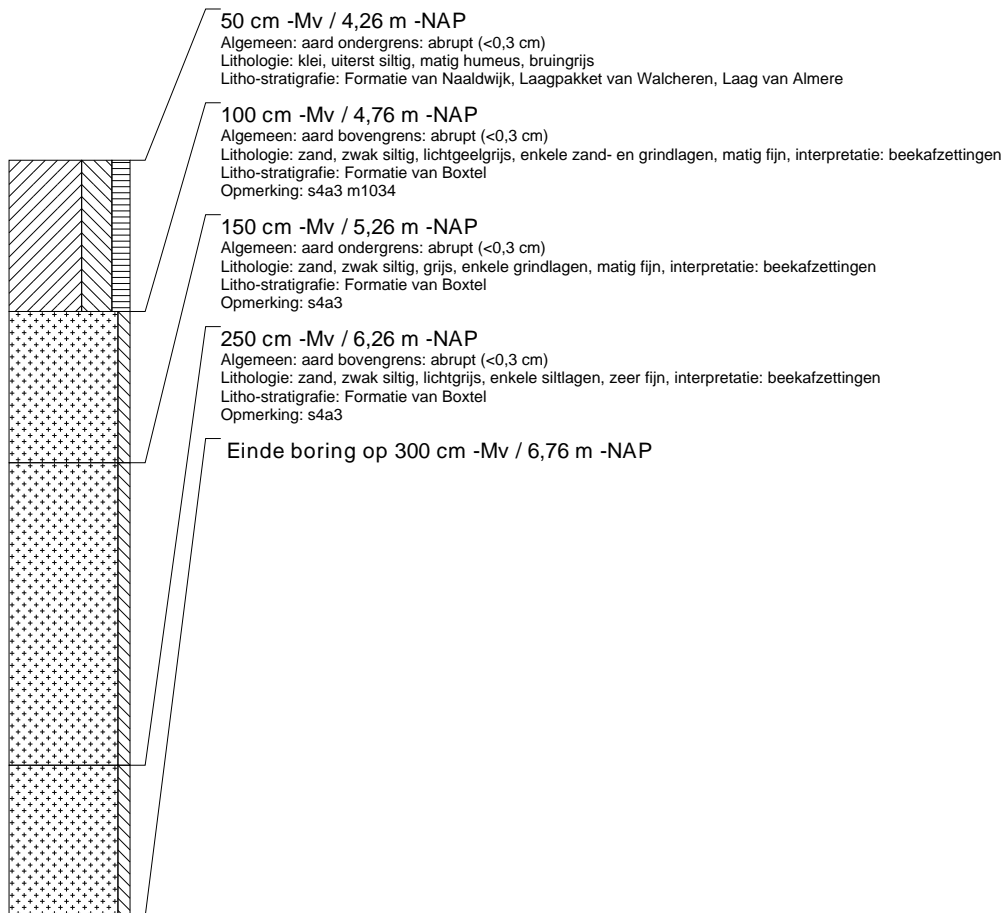 50 cm -Mv / 4,26 m -NAP
Algemeen: aard ondergrens: abrupt (<0,3 cm)
Lithologie: klei, uiterst siltig, matig humeus, bruingrijs
Litho-stratigrafie: Formatie van Naaldwijk, Laagpakket van Walcheren, Laag van Almere
100 cm -Mv / 4,76 m -NAP
Algemeen: aard bovengrens: abrupt (<0,3 cm)
Lithologie: zand, zwak siltig, lichtgeelgrijs, enkele zand- en grindlagen, matig fijn, interpretatie: beekafzettingen
Litho-stratigrafie: Formatie van Boxtel
Opmerking: s4a3 m1034
150 cm -Mv / 5,26 m -NAP
Algemeen: aard ondergrens: abrupt (<0,3 cm)
Lithologie: zand, zwak siltig, grijs, enkele grindlagen, matig fijn, interpretatie: beekafzettingen
Litho-stratigrafie: Formatie van Boxtel
Opmerking: s4a3
250 cm -Mv / 6,26 m -NAP
Algemeen: aard bovengrens: abrupt (<0,3 cm)
Lithologie: zand, zwak siltig, lichtgrijs, enkele siltlagen, zeer fijn, interpretatie: beekafzettingen
Litho-stratigrafie: Formatie van Boxtel
Opmerking: s4a3
Einde boring op 300 cm -Mv / 6,76 m -NAP